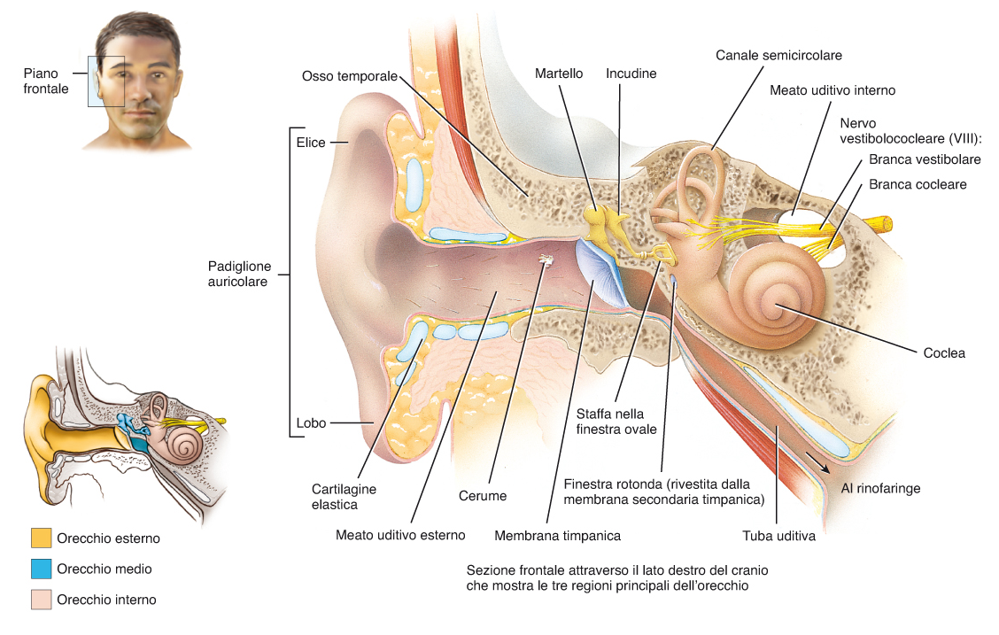 Piano
frontale
Osso temporale
Martello
Incudine
Canale semicircolare
Meato uditivo interno
Nervo
vestibolococleare (VIII):
Branca vestibolare
Branca cocleare
Elice
Padiglione
auricolare
Lobo
Coclea
Staffa nella
finestra ovale
Cartilagine
elastica
Cerume
Finestra rotonda (rivestita dalla
membrana secondaria timpanica)
Al rinofaringe
Meato uditivo esterno
Membrana timpanica
Tuba uditiva
Orecchio esterno
Orecchio medio
Orecchio interno
Sezione frontale attraverso il lato destro del cranio
che mostra le tre regioni principali dell'orecchio